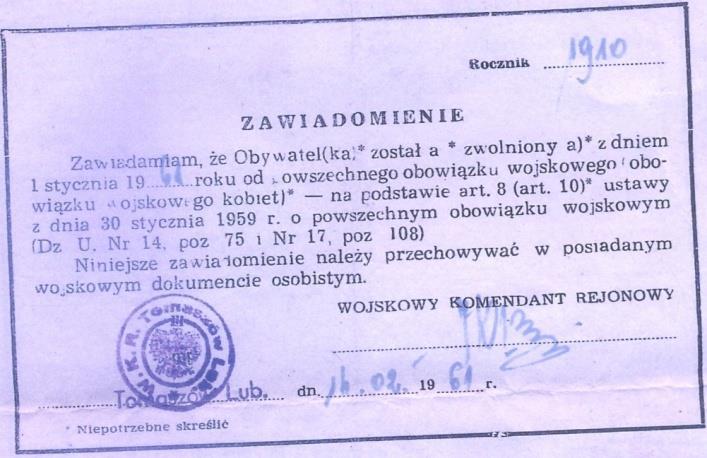 Rocznik 1910
ZAWIADOMIENIE
Zawiadamiam, że Obywatel(ka)* został a * zwolniony a)* z dniem
1 stycznia 19 61 roku od powszechnego obowiązku wojskowego (obo-
wiązku wojskowego kobiet)* — na podstawie art. 8 (art. 10)* ustawy
z dnia 30 stycznia 1959 r. o powszechnym obowiązku wojskowym
(Dz U. Nr 14, poz 75 i Nr 17, poz 108)
Niniejsze zawiadomienie należy przechowywać w posiadanym
wojskowym dokumencie osobistym.
WOJSKOWY KOMENDANT REJONOWY
W. K. R. Tomaszów Lub.
Tomaszów Lub. dn. 16.02. 19 61 r.
* Niepotrzebne skreślić